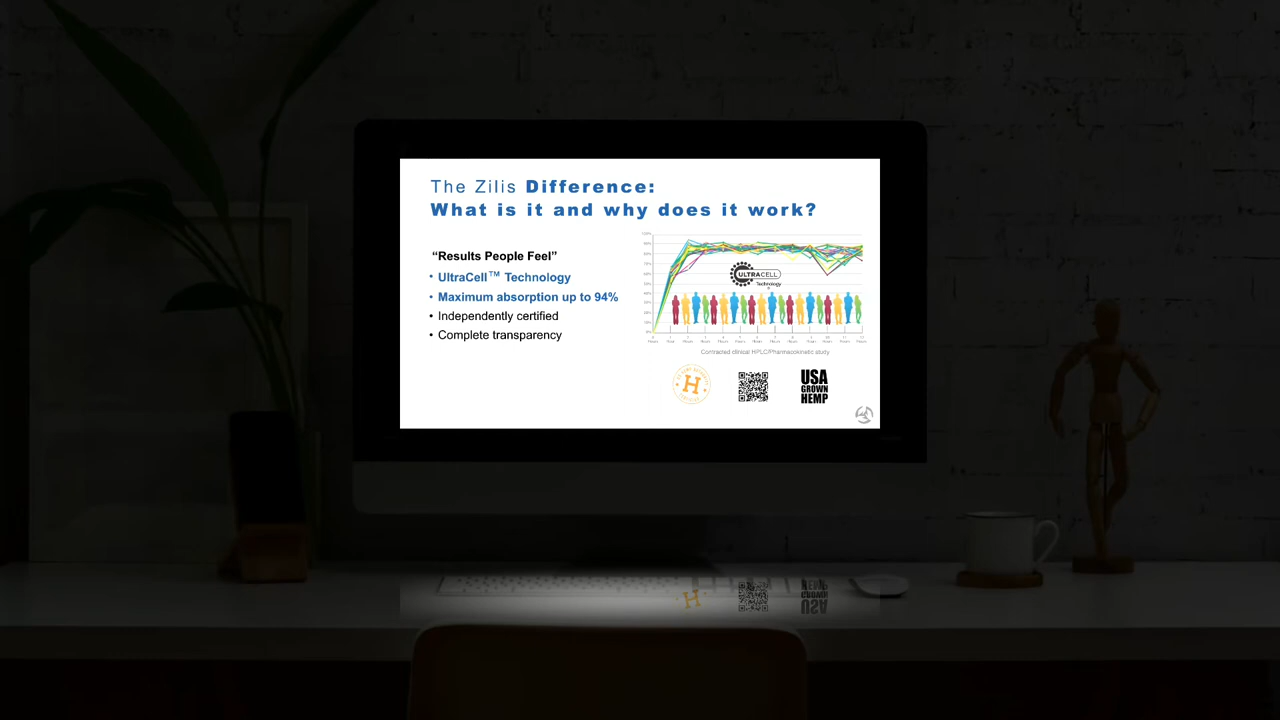 The Zilis Difference:
What is it and why does it work?
“Results People Feel”
• UltraCell™ Technology
• Maximum absorption up to 94%
• Independently certified
• Complete transparency
ULTRACELL
Technology
Contracted clinical HPLC/Pharmacokinetic study
H
USA
GROWN
HEMP